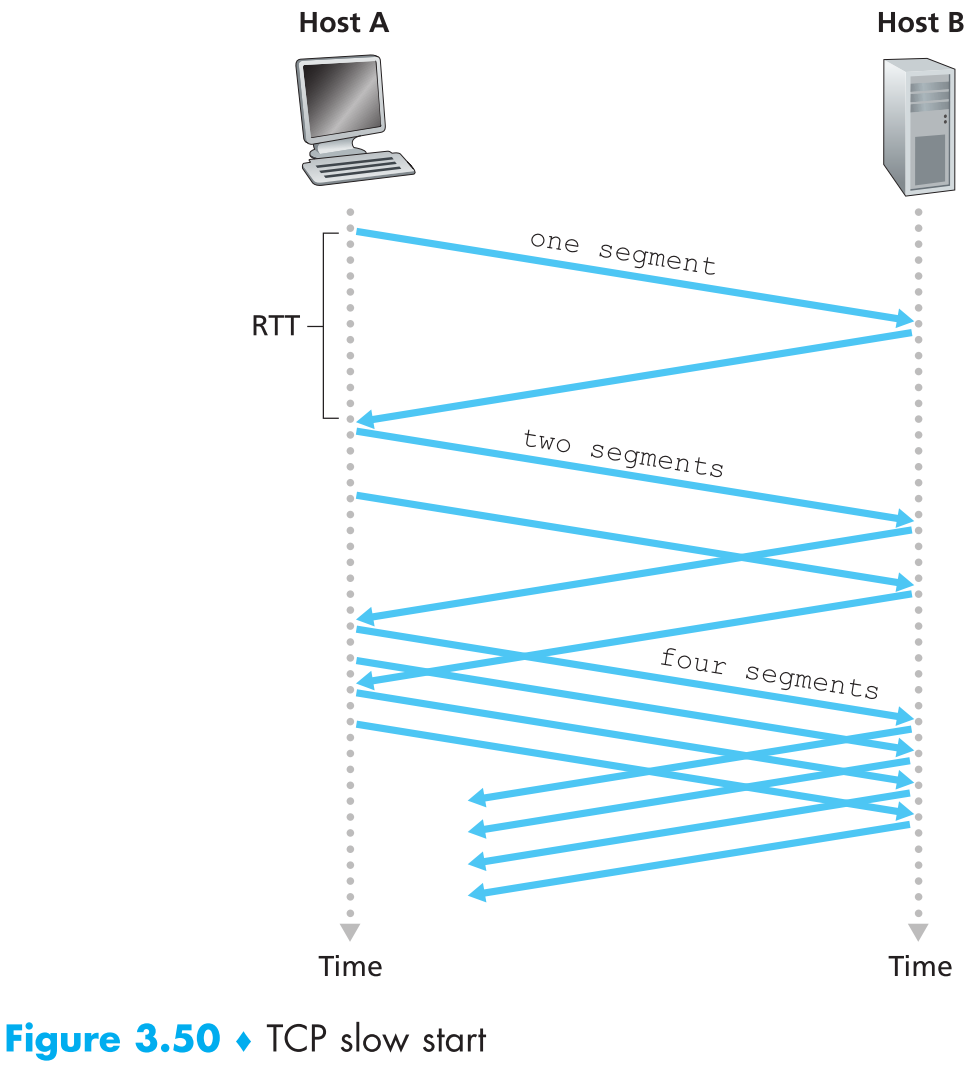 Host A
Host B
one segment
RTT
two segments
four segments
Time
Time
Figure 3.50 ♦ TCP slow start